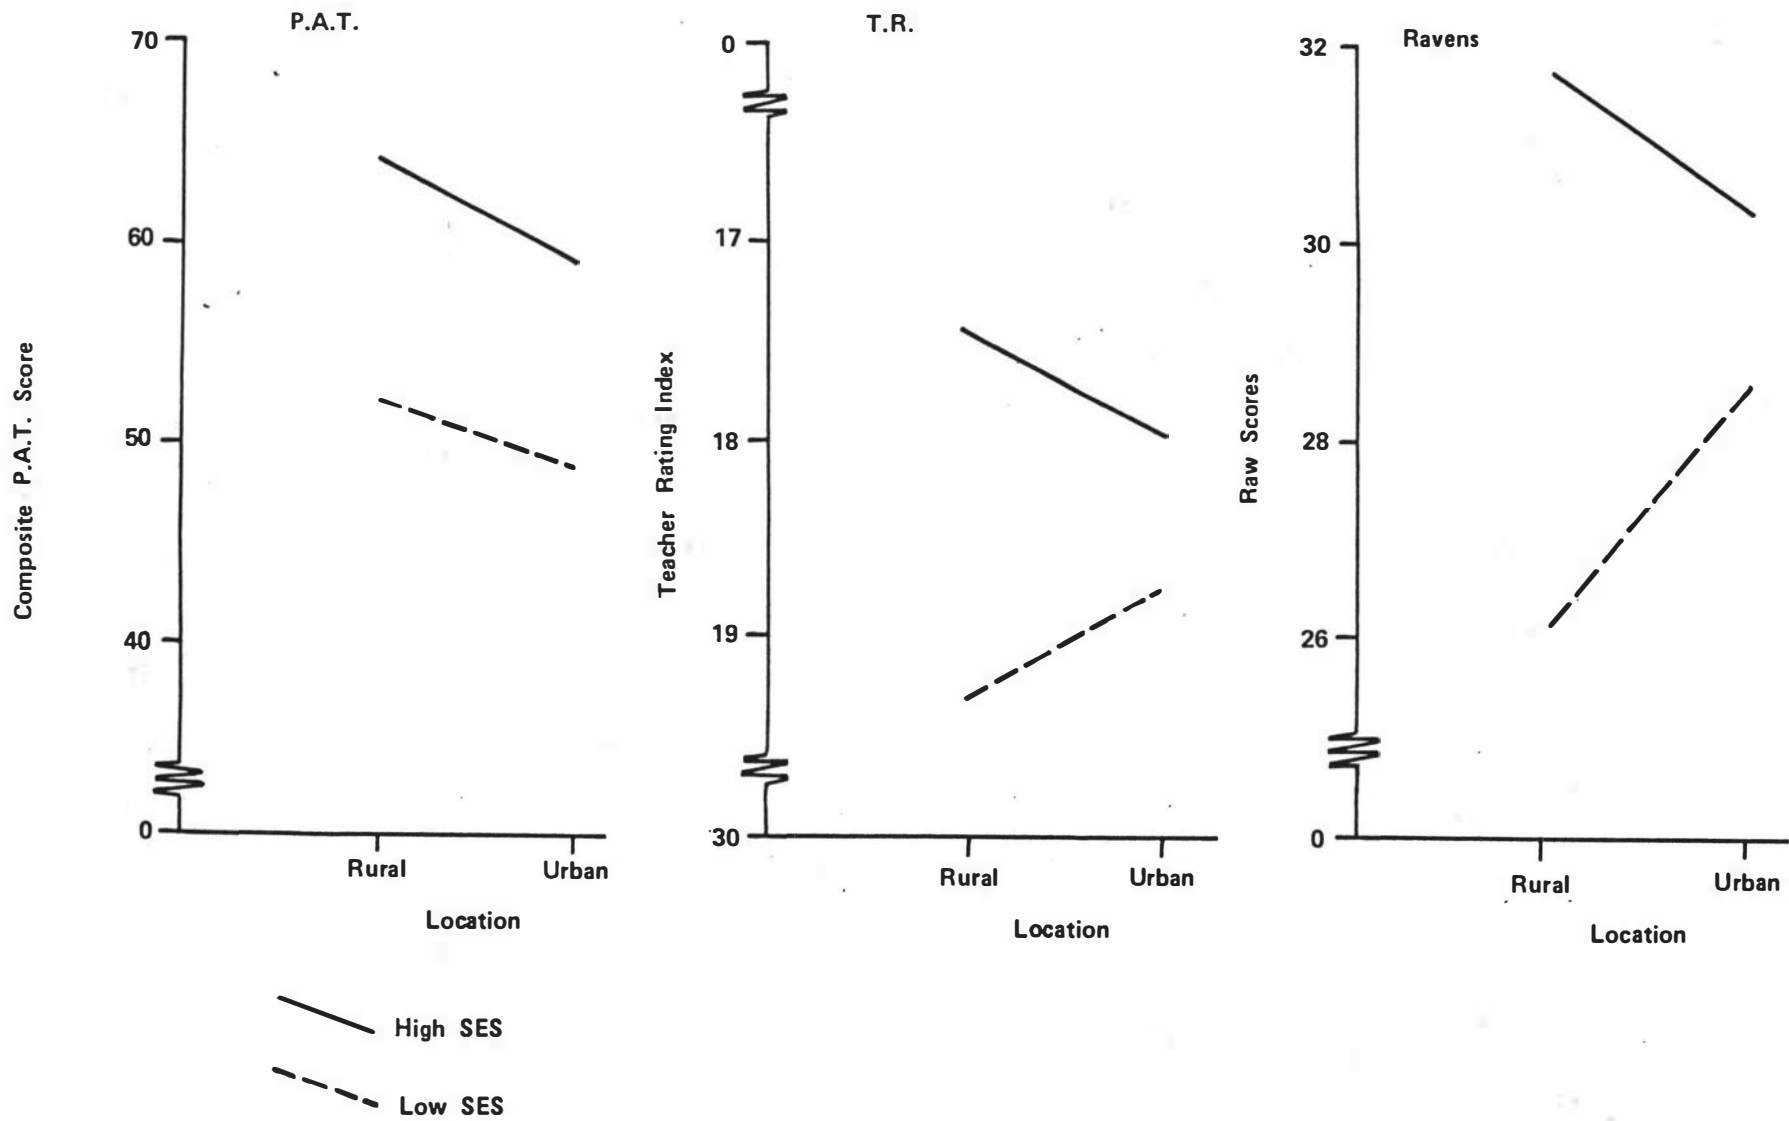 P.A.T.
70
60
50
40
0
Composite P.A.T. Score
Rural
Urban
Location
T.R.
0
17
18
19
30
Teacher Rating Index
Rural
Urban
Location
Ravens
32
30
28
26
0
Raw Scores
Rural
Urban
Location
High SES
Low SES